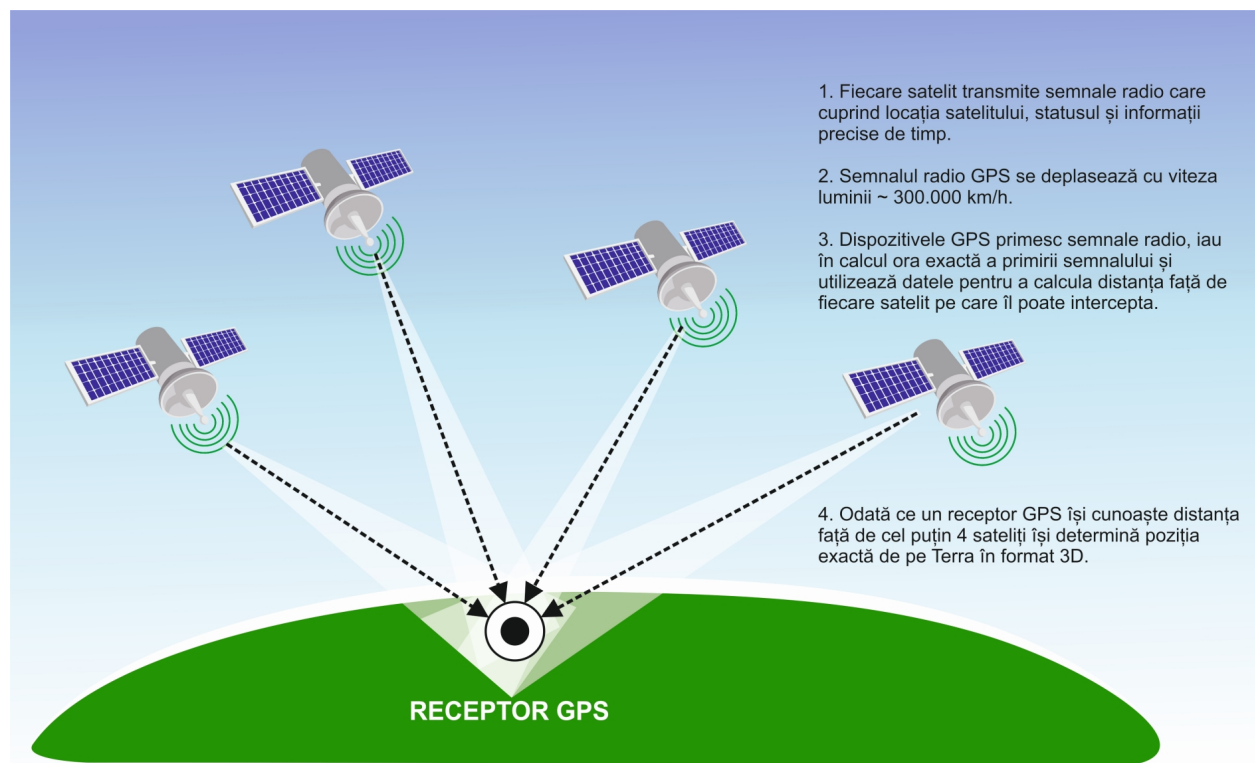 1. Fiecare satelit transmite semnale radio care
cuprind locația satelitului, statusul și informații
precise de timp.
2. Semnalul radio GPS se deplasează cu viteza
luminii ~ 300.000 km/h.
3. Dispozitivele GPS primesc semnale radio, iau
în calcul ora exactă a primirii semnalului și
utilizează datele pentru a calcula distanța față de
fiecare satelit pe care îl poate intercepta.
4. Odată ce un receptor GPS își cunoaște distanța
față de cel puțin 4 sateliți își determină poziția
exactă de pe Terra în format 3D.
RECEPTOR GPS